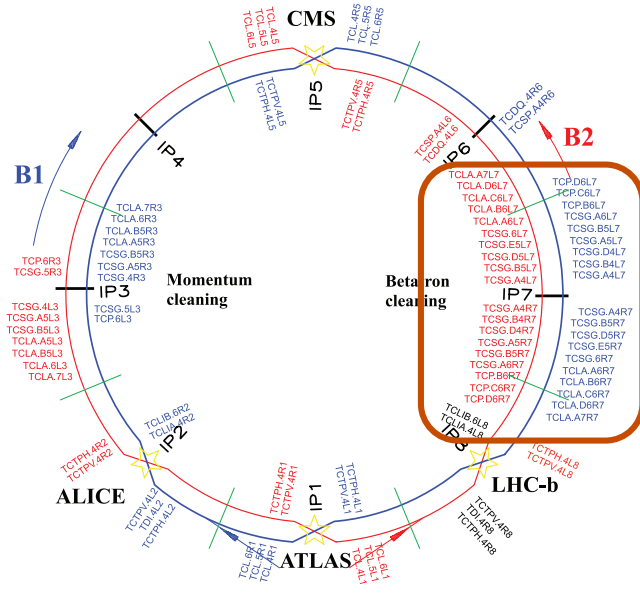 CMS
TCL.4L5
TCL.5L5
TCL.6L5
TCL.4R5
TCL.5R5
TCL.6R5
TCTPV.4L5
TCTPH.4L5
IP5
TCTPV.4R5
TCTPH.4R5
TCDQ.4R6
TCSP.A4R6
TCSP.A4L6
TCDQ.4L6
IP4
IP6
B1
B2
TCLA.A7L7
TCLA.D6L7
TCLA.C6L7
TCLA.B6L7
TCLA.A6L7
TCSG.6L7
TCSG.E5L7
TCSG.D5L7
TCSG.B5L7
TCSG.A4L7
TCP.D6L7
TCP.C6L7
TCP.B6L7
TCSG.A6L7
TCSG.B5L7
TCSG.A5L7
TCSG.D4L7
TCSG.B4L7
TCSG.A4L7
TCLA.7R3
TCLA.6R3
TCLA.B5R3
TCLA.A5R3
TCSG.B5R3
TCSG.A5R3
TCSG.4R3
TCP.6R3
TCSG.5R3
IP3
Momentum
cleaning
Betatron
cleaning
IP7
TCSG.5L3
TCP.6L3
TCSG.4L3
TCSG.A5L3
TCSG.B5L3
TCLA.A5L3
TCLA.B5L3
TCLA.6L3
TCLA.7L3
TCSG.A4R7
TCSG.B4R7
TCSG.D4R7
TCSG.A5R7
TCSG.B5R7
TCSG.A6R7
TCP.B6R7
TCP.C6R7
TCP.D6R7
TCSG.A4R7
TCSG.B5R7
TCSG.D5R7
TCSG.E5R7
TCSG.6R7
TCLA.A6R7
TCLA.B6R7
TCLA.C6R7
TCLA.D6R7
TCLA.A7R7
TCLIB.6R2
TCLIA.4R2
IP2
TCLIB.6L8
TCLIA.4L8
IP8
TCTPH.4R2
TCTPV.4R2
ALICE
TCTPV.4L2
TDI.4L2
TCTPH.4L2
TCTPH.4R1
TCTPV.4R1
IP1
TCTPH.4L1
TCTPV.4L1
TCTPH.4L8
TCTPV.4L8
LHC-b
TCTPV.4R8
TDI.4R8
TCTPH.4R8
TCL.6R1
TCL.5R1
TCL.4R1
ATLAS
TCL.6L1
TCL.5L1
TCL.4L1